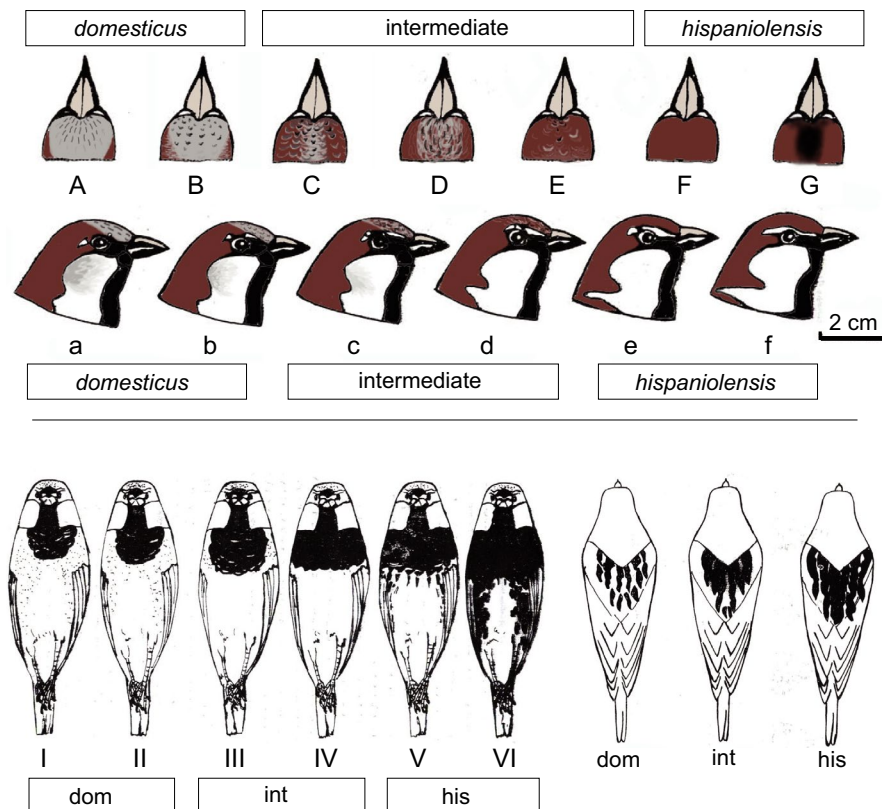 domesticus intermediate hispaniolensis
A B C D E F G
2 cm
a b c d e f
domesticus intermediate hispaniolensis
I II III IV V VI dom int his
dom int his